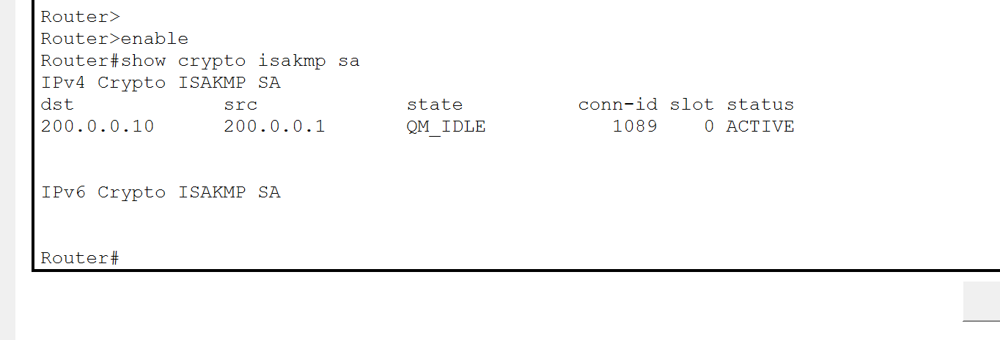 Router>
Router>enable
Router#show crypto isakmp sa
IPv4 Crypto ISAKMP SA
dst src state conn-id slot status
200.0.0.10 200.0.0.1 QM_IDLE 1089 0 ACTIVE
IPv6 Crypto ISAKMP SA
Router#